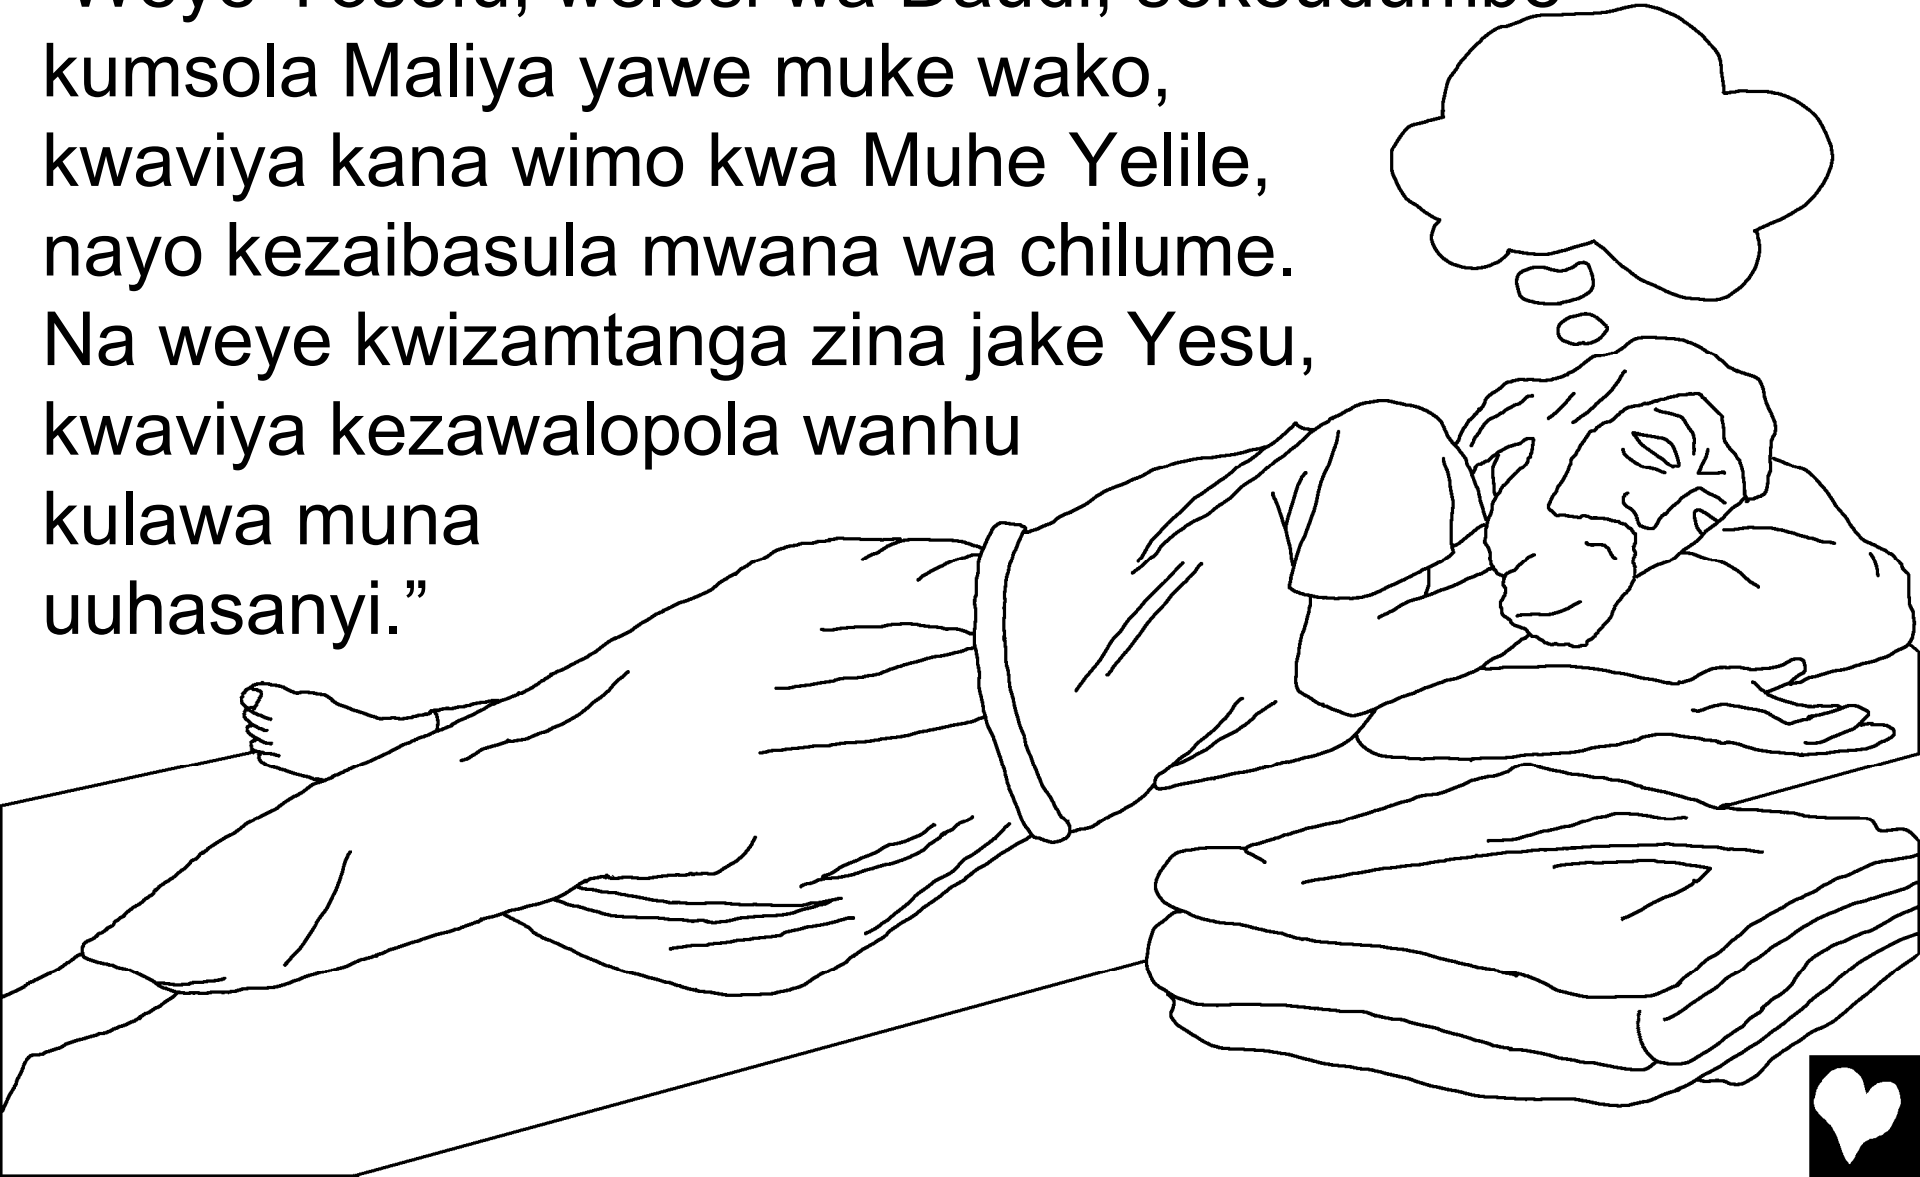 kumsola Maliya yawe muke wako,
kwaviya kana wimo kwa Muhe Yelile,
nayo kezaibasula mwana wa chilume.
Na weye kwizamtanga zina jake Yesu,
kwaviya kezawalopola wanhu
kulawa muna
uuhasanyi.”